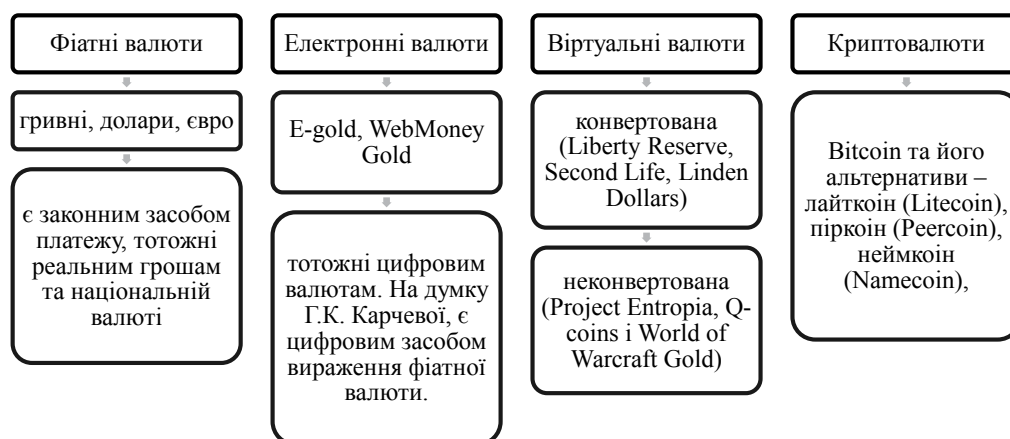 Фіатні валюти
гривні, долари, євро
є законним засобом
платежу, тотожні
реальним грошам
та національній
валюті
Електронні валюти
E-gold, WebMoney
Gold
тотожні цифровим
валютам. На думку
Г.К. Карчевої, є
цифровим засобом
вираження фіатної
валюти.
Віртуальні валюти
конвертована
(Liberty Reserve,
Second Life, Linden
Dollars)
неконвертована
(Project Entropia, Q-
coins і World of
Warcraft Gold)
Криптовалюти
Bitcoin та його
альтернативи –
лайткоін (Litecoin),
піркоін (Peercoin),
неймкоін
(Namecoin),